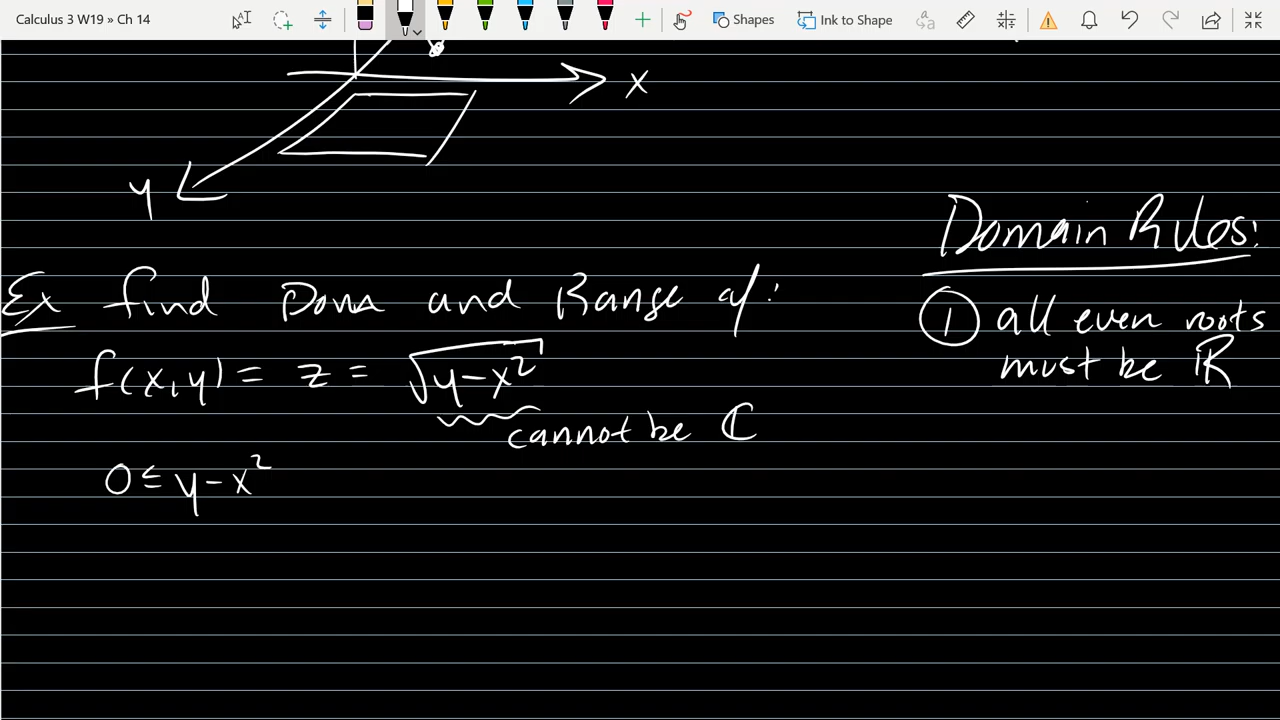 Calculus 3 W19 » Ch 14
Shapes
Ink to Shape
x
y
Domain Rules:
① all even roots
must be ℝ
Ex find Dom and Range of:
f(x,y) = z = √(y-x²)
cannot be ℂ
0 ≤ y-x²